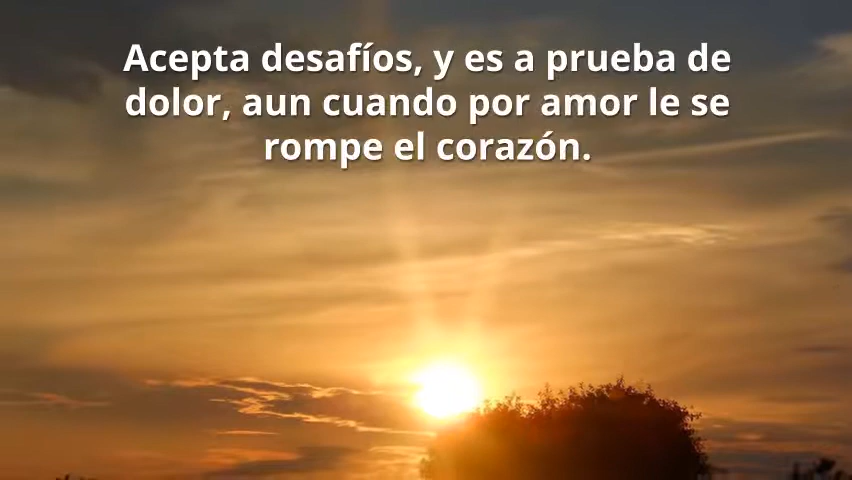 Acepta desafíos, y es a prueba de
dolor, aun cuando por amor le se
rompe el corazón.